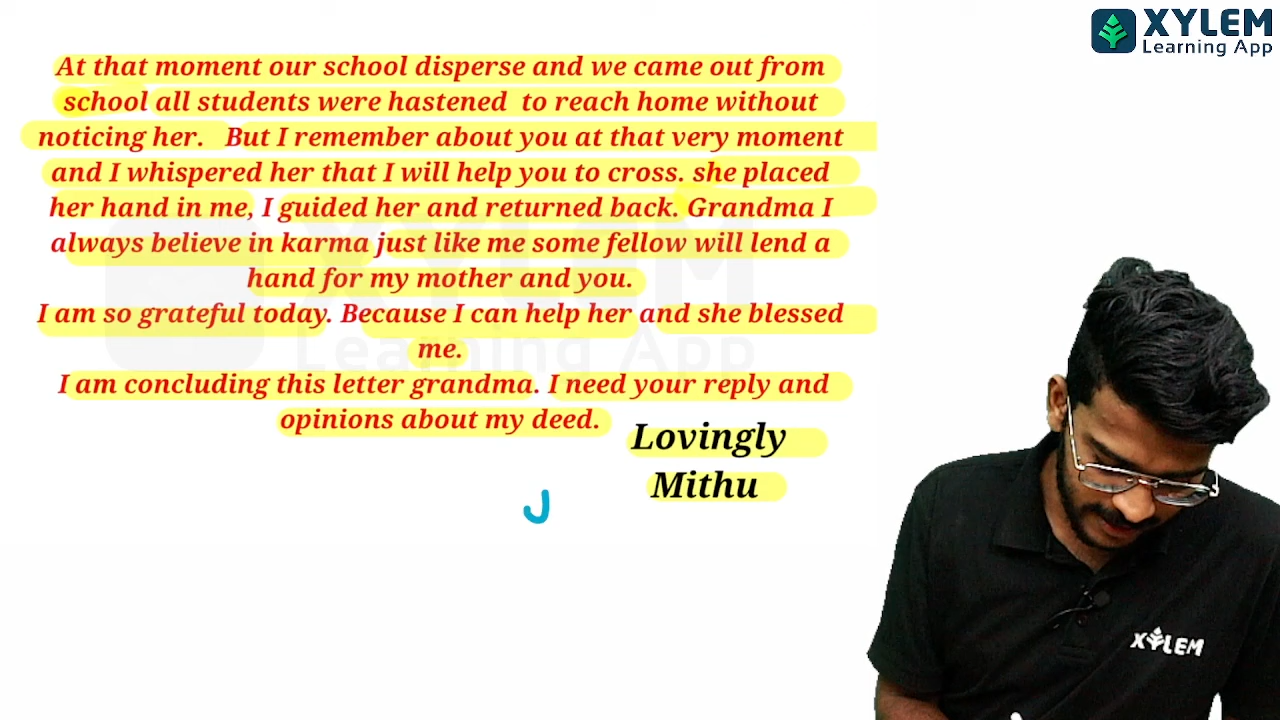 XYLEM
Learning App
At that moment our school disperse and we came out from
school all students were hastened to reach home without
noticing her. But I remember about you at that very moment
and I whispered her that I will help you to cross. she placed
her hand in me, I guided her and returned back. Grandma I
always believe in karma just like me some fellow will lend a
hand for my mother and you.
I am so grateful today. Because I can help her and she blessed
me.
I am concluding this letter grandma. I need your reply and
opinions about my deed.
Lovingly
Mithu
J
XYLEM
Learning App
XYLEM